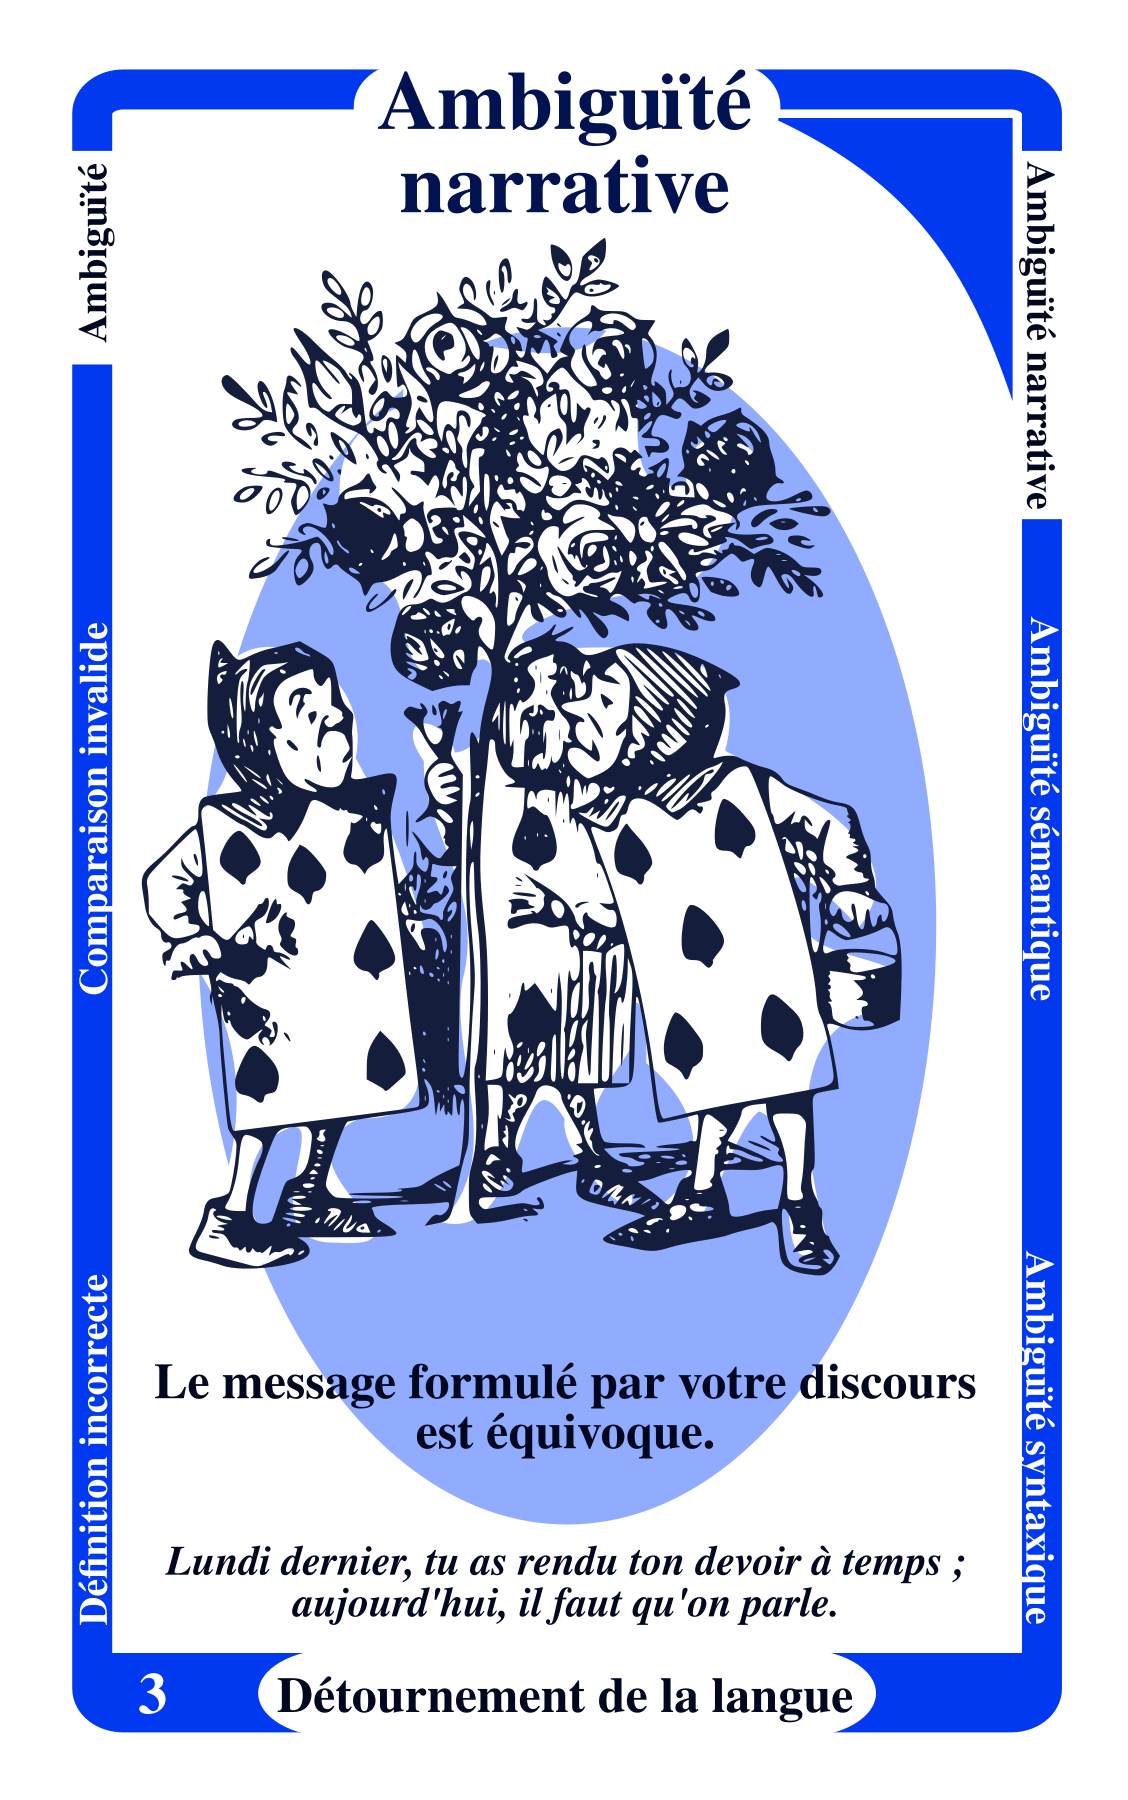 Ambiguïté
narrative
Ambiguïté
Comparaison invalide
Définition incorrecte
Ambiguïté narrative
Ambiguïté sémantique
Ambiguïté syntaxique
Le message formulé par votre discours
est équivoque.
Lundi dernier, tu as rendu ton devoir à temps ;
aujourd'hui, il faut qu'on parle.
3
Détournement de la langue